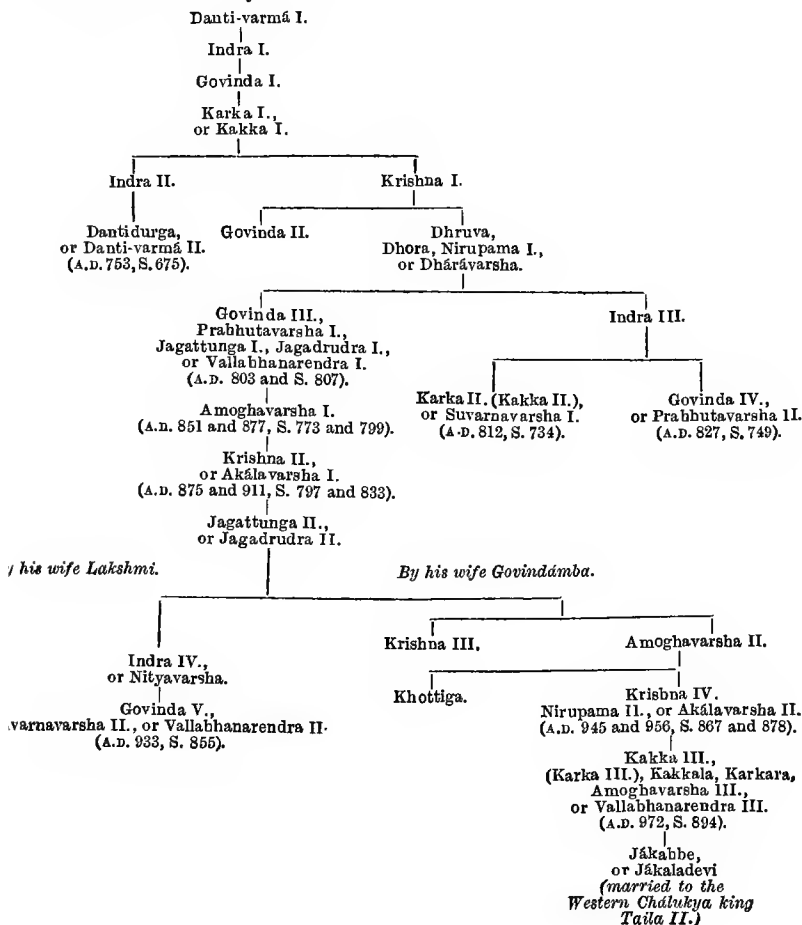 Danti-varmá I.
Indra I.
Govinda I.
Karka I.,
or Kakka I.
Indra II. Krishna I.
Dantidurga,
or Danti-varmá II.
(A.D. 753, S. 675).
Govinda II.
Dhruva,
Dhora, Nirupama I.,
or Dhárávarsha.
Govinda III.,
Prabhutavarsha I.,
Jagattunga I., Jagadrudra I.,
or Vallabhanarendra I.
(A.D. 803 and S. 807).
Indra III.
Karka II. (Kakka II.),
or Suvarnavarsha I.
(A.D. 812, S. 734).
Govinda IV.,
or Prabhutavarsha II.
(A.D. 827, S. 749).
Amoghavarsha I.
(A.D. 851 and 877, S. 773 and 799).
Krishna II.,
or Akálavarsha I.
(A.D. 875 and 911, S. 797 and 833).
Jagattunga II.,
or Jagadrudra II.
y his wife Lakshmi. By his wife Govindámba.
Indra IV.,
or Nityavarsha.
Govinda V.,
varnavarsha II., or Vallabhanarendra II.
(A.D. 933, S. 855).
Krishna III. Amoghavarsha II.
Khottiga.
Krishna IV.
Nirupama II., or Akálavarsha II.
(A.D. 945 and 956, S. 867 and 878).
Kakka III.,
(Karka III.), Kakkala, Karkara,
Amoghavarsha III.,
or Vallabhanarendra III.
(A.D. 972, S. 894).
Jákabbe,
or Jákaladevi
(married to the
Western Chálukya king
Taila II.)